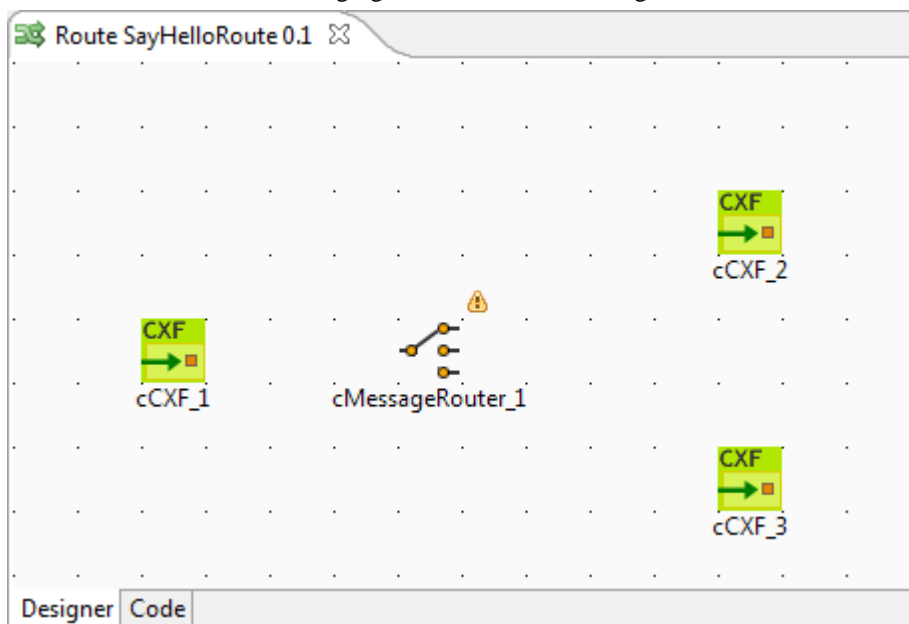 Route SayHelloRoute 0.1
CXF
cCXF_2
CXF
cCXF_1
cMessageRouter_1
CXF
cCXF_3
Designer Code